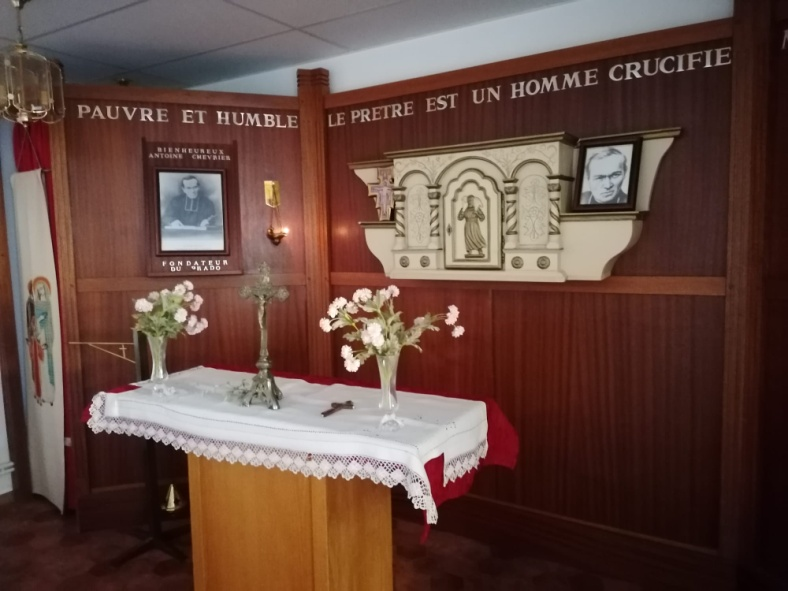 PAUVRE ET HUMBLE
LE PRETRE EST UN HOMME CRUCIFIE
BIENHEUREUX
ANTOINE CHEVRIER
FONDATEUR
DU PRADO